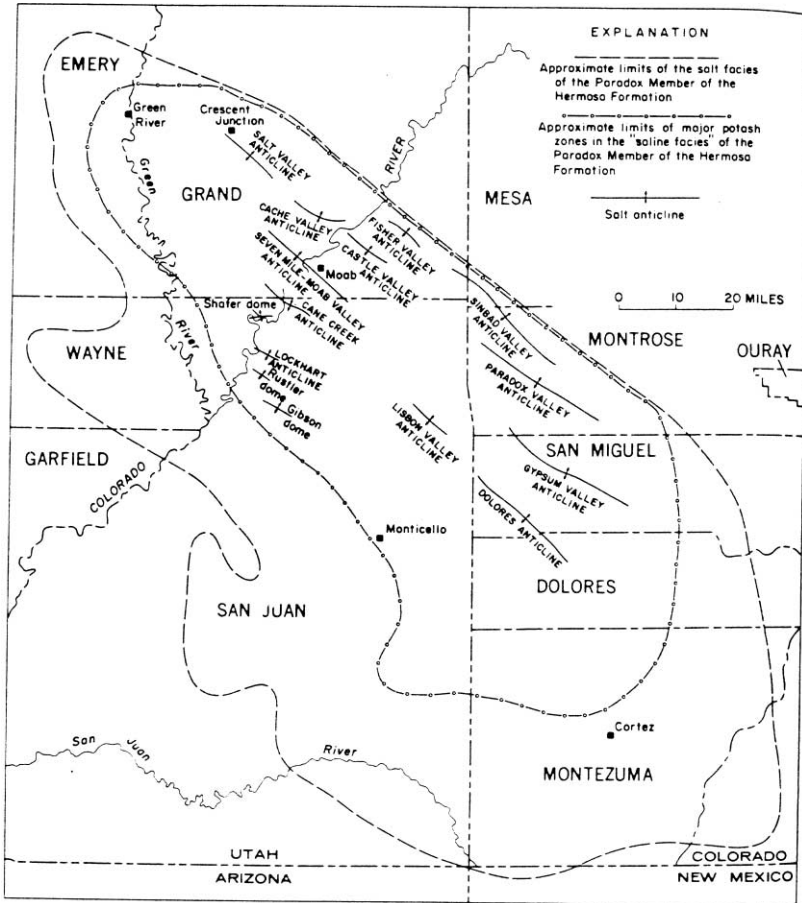 EXPLANATION
Approximate limits of the salt facies
of the Paradox Member of the
Hermosa Formation
Approximate limits of major potash
zones in the "saline facies" of the
Paradox Member of the Hermosa
Formation
Salt anticline
0 10 20 MILES
EMERY
Green
River
Crescent
Junction
SALT VALLEY
ANTICLINE
RIVER
Green
GRAND
MESA
CACHE VALLEY
ANTICLINE
FISHER VALLEY
ANTICLINE
CASTLE VALLEY
ANTICLINE
SEVEN MILE-MOAB VALLEY
ANTICLINE
Moab
Shafer dome
CANE CREEK
ANTICLINE
SINBAD VALLEY
ANTICLINE
River
MONTROSE
OURAY
WAYNE
LOCKHART
ANTICLINE
Rustler
dome
Gibson
dome
PARADOX VALLEY
ANTICLINE
LISBON VALLEY
ANTICLINE
GARFIELD
COLORADO
SAN MIGUEL
GYPSUM VALLEY
ANTICLINE
DOLORES ANTICLINE
Monticello
SAN JUAN
DOLORES
San Juan River
Cortez
MONTEZUMA
UTAH
ARIZONA
COLORADO
NEW MEXICO